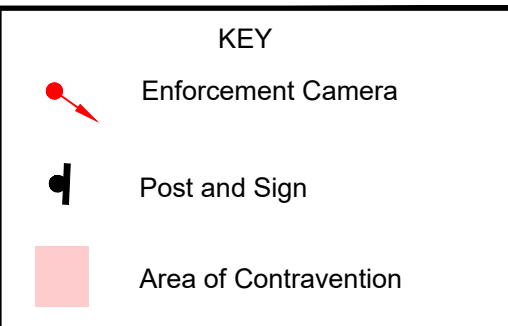 KEY
Enforcement Camera
Post and Sign
Area of Contravention